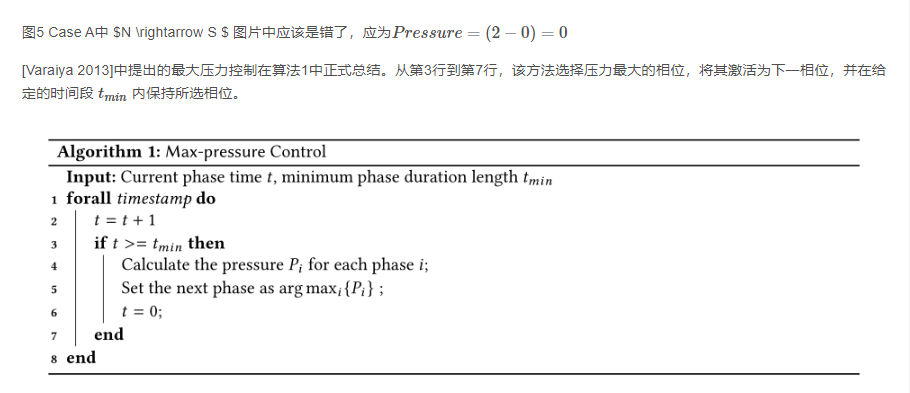 图5 Case A中 $N \rightarrow S $ 图片中应该是错了，应为Pressure = (2 − 0) = 0
[Varaiya 2013]中提出的最大压力控制在算法1中正式总结。从第3行到第7行，该方法选择压力最大的相位，将其激活为下一相位，并在给
定的时间段 t_min 内保持所选相位。
Algorithm 1: Max-pressure Control
Input: Current phase time t, minimum phase duration length t_min
1 forall timestamp do
2 t = t + 1
3 if t >= t_min then
4 Calculate the pressure P_i for each phase i;
5 Set the next phase as arg max_i{P_i} ;
6 t = 0;
7 end
8 end